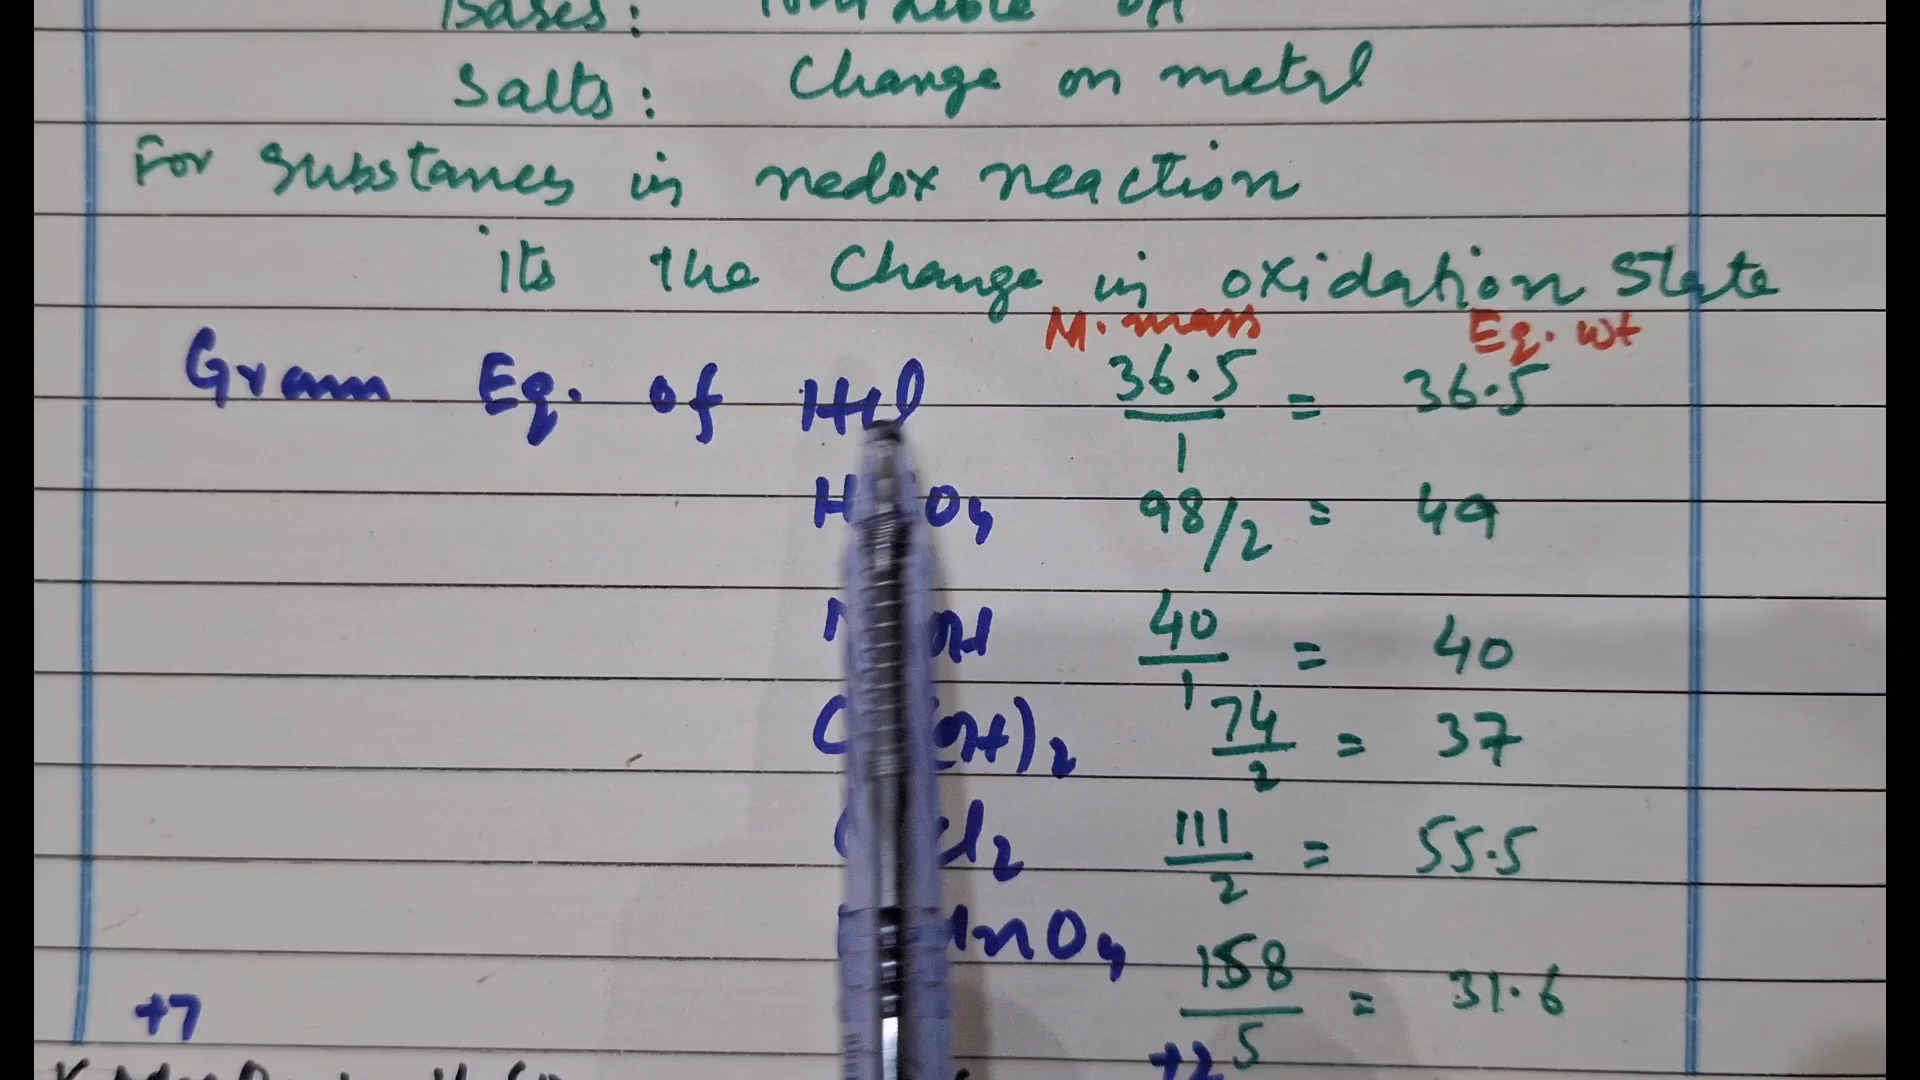 Bases:
Salts: Change on metal
For substances in redox reaction
its the Change in oxidation State
M. mass Eq. wt
Gram Eq. of HCl 36.5/1 = 36.5
98/2 = 49
40/1 = 40
74/2 = 37
111/2 = 55.5
158/5 = 31.6
+7 +2